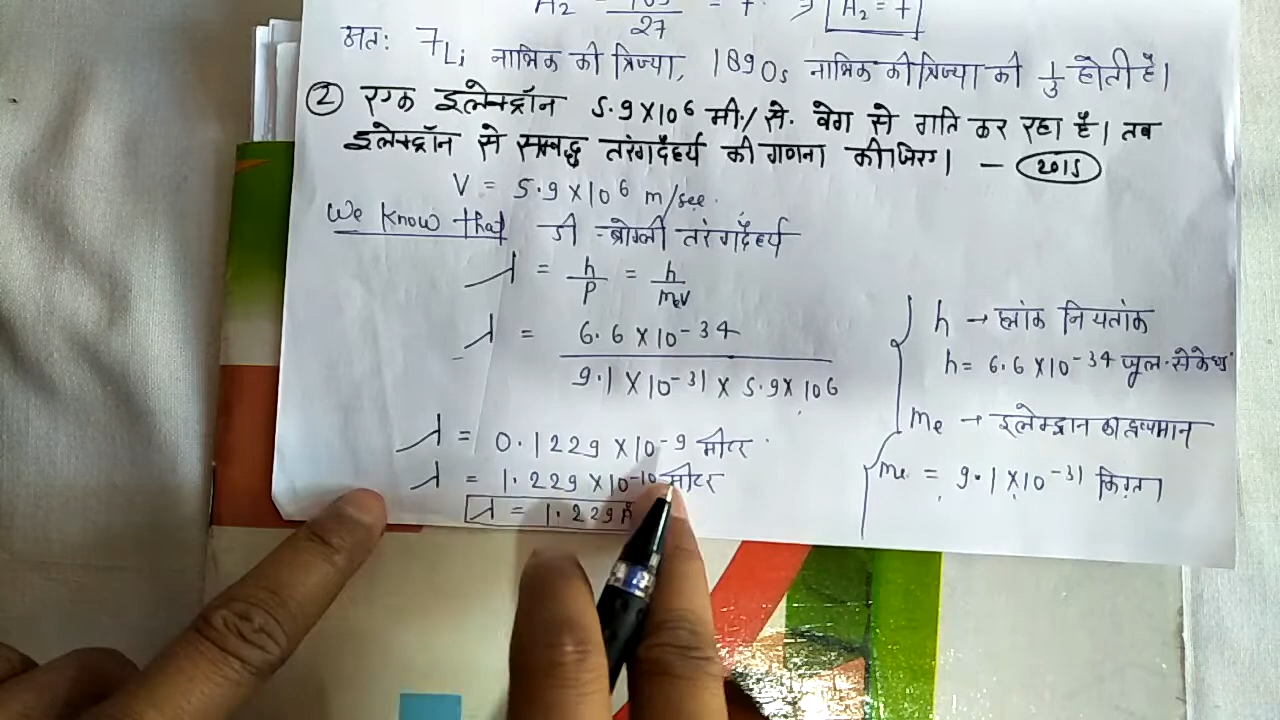 27
अतः 7Li नाभिक की त्रिज्या, 189Os नाभिक की त्रिज्या की 1/3 होती है।
② एक इलेक्ट्रॉन 5.9×10⁶ मी./से. वेग से गति कर रहा है। तब
इलेक्ट्रॉन से सम्बद्ध तरंगदैर्ध्य की गणना कीजिए। – 2015
V = 5.9×10⁶ m/sec.
We know that डी-ब्रोग्ली तरंगदैर्ध्य
λ = h/P = h/meV
λ = 6.6×10⁻³⁴ / 9.1×10⁻³¹×5.9×10⁶
λ = 0.1229×10⁻⁹ मीटर
λ = 1.229×10⁻¹⁰ मीटर
λ = 1.229Å
h → प्लांक नियतांक
h = 6.6×10⁻³⁴ जूल-सेकेण्ड
me → इलेक्ट्रान का द्रव्यमान
me = 9.1×10⁻³¹ किग्रा